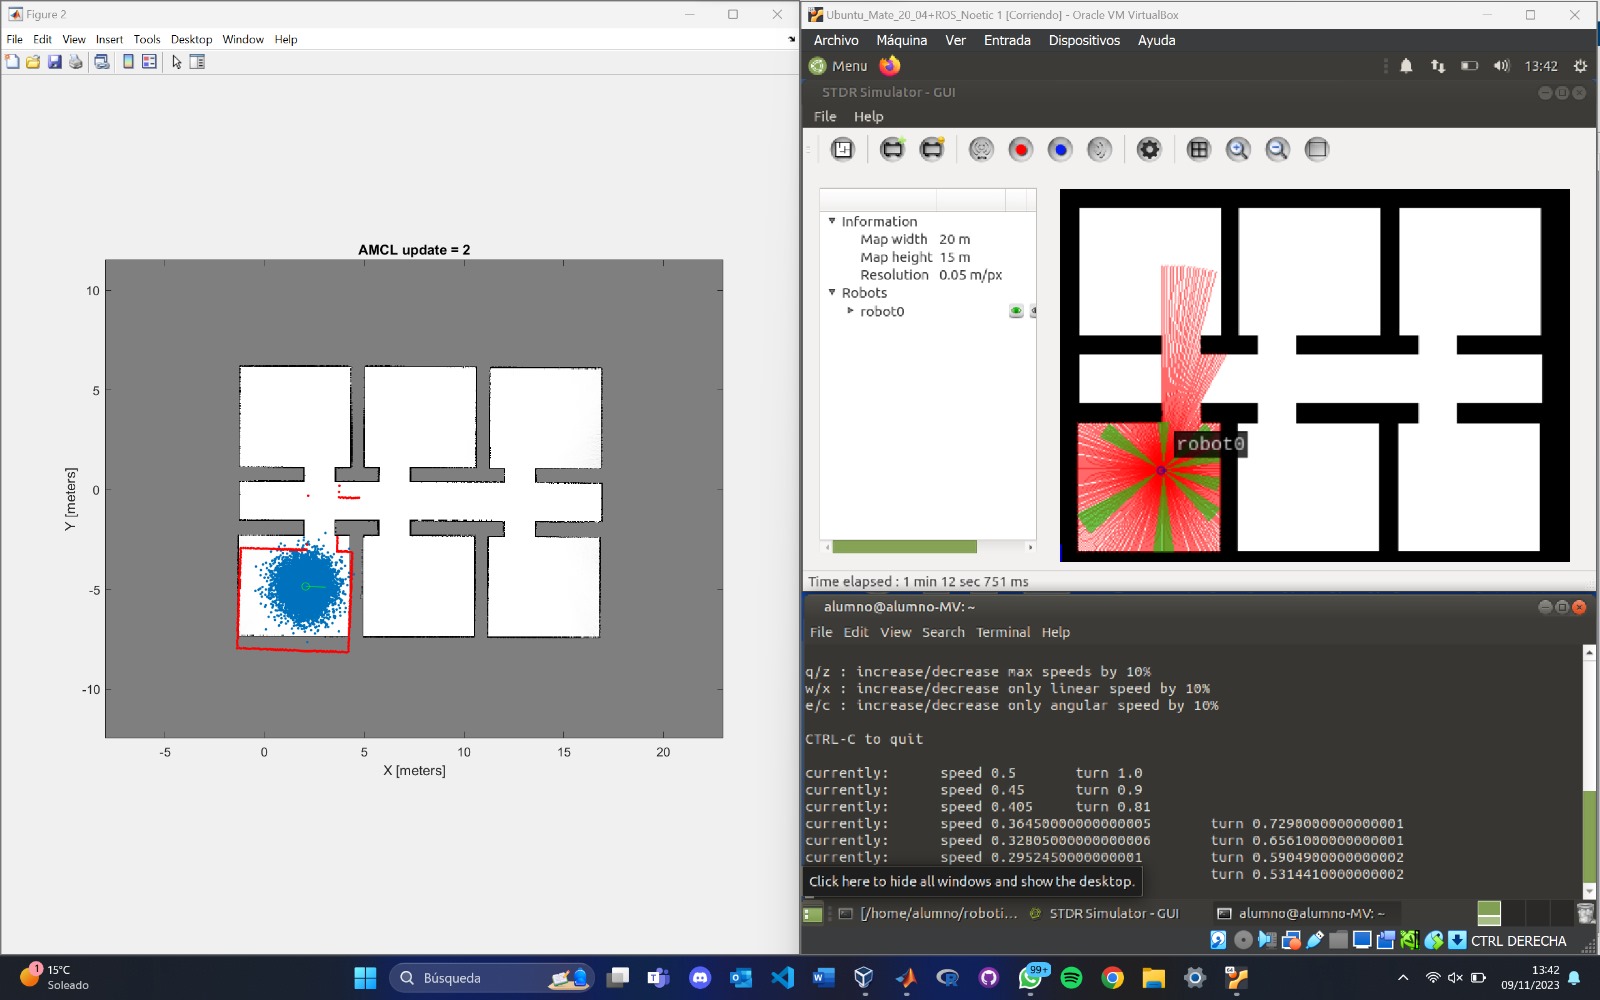 Figure 2
File Edit View Insert Tools Desktop Window Help
AMCL update = 2
10
5
0
-5
-10
Y [meters]
-5 0 5 10 15 20
X [meters]
Ubuntu_Mate_20_04+ROS_Noetic 1 [Corriendo] - Oracle VM VirtualBox
Archivo Máquina Ver Entrada Dispositivos Ayuda
Menu 13:42
STDR Simulator - GUI
File Help
Information
Map width 20 m
Map height 15 m
Resolution 0.05 m/px
Robots
robot0
robot0
Time elapsed : 1 min 12 sec 751 ms
alumno@alumno-MV: ~
File Edit View Search Terminal Help
q/z : increase/decrease max speeds by 10%
w/x : increase/decrease only linear speed by 10%
e/c : increase/decrease only angular speed by 10%
CTRL-C to quit
currently: speed 0.5 turn 1.0
currently: speed 0.45 turn 0.9
currently: speed 0.405 turn 0.81
currently: speed 0.36450000000000005 turn 0.7290000000000001
currently: speed 0.32805000000000006 turn 0.6561000000000001
currently: speed 0.2952450000000001 turn 0.5904900000000002
turn 0.5314410000000002
Click here to hide all windows and show the desktop.
[/home/alumno/roboti... STDR Simulator - GUI alumno@alumno-MV: ~
CTRL DERECHA
1
15°C
Soleado
Búsqueda
99+
13:42
09/11/2023